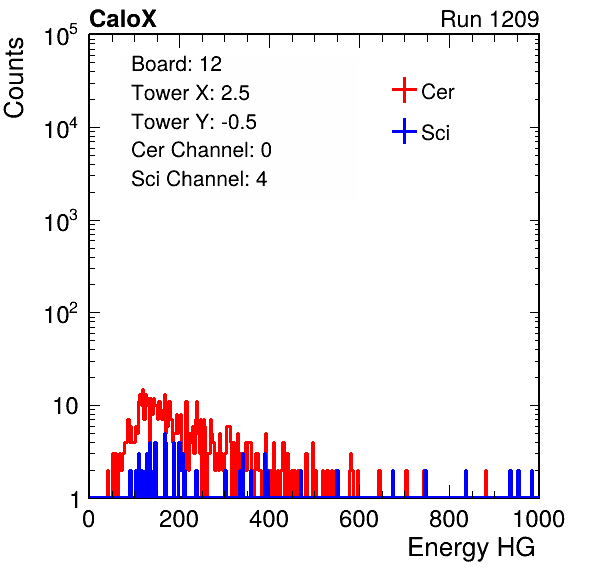 CaloX Run 1209
Counts
Board: 12
Tower X: 2.5
Tower Y: -0.5
Cer Channel: 0
Sci Channel: 4
Cer
Sci
10^5
10^4
10^3
10^2
10
1
0 200 400 600 800 1000
Energy HG